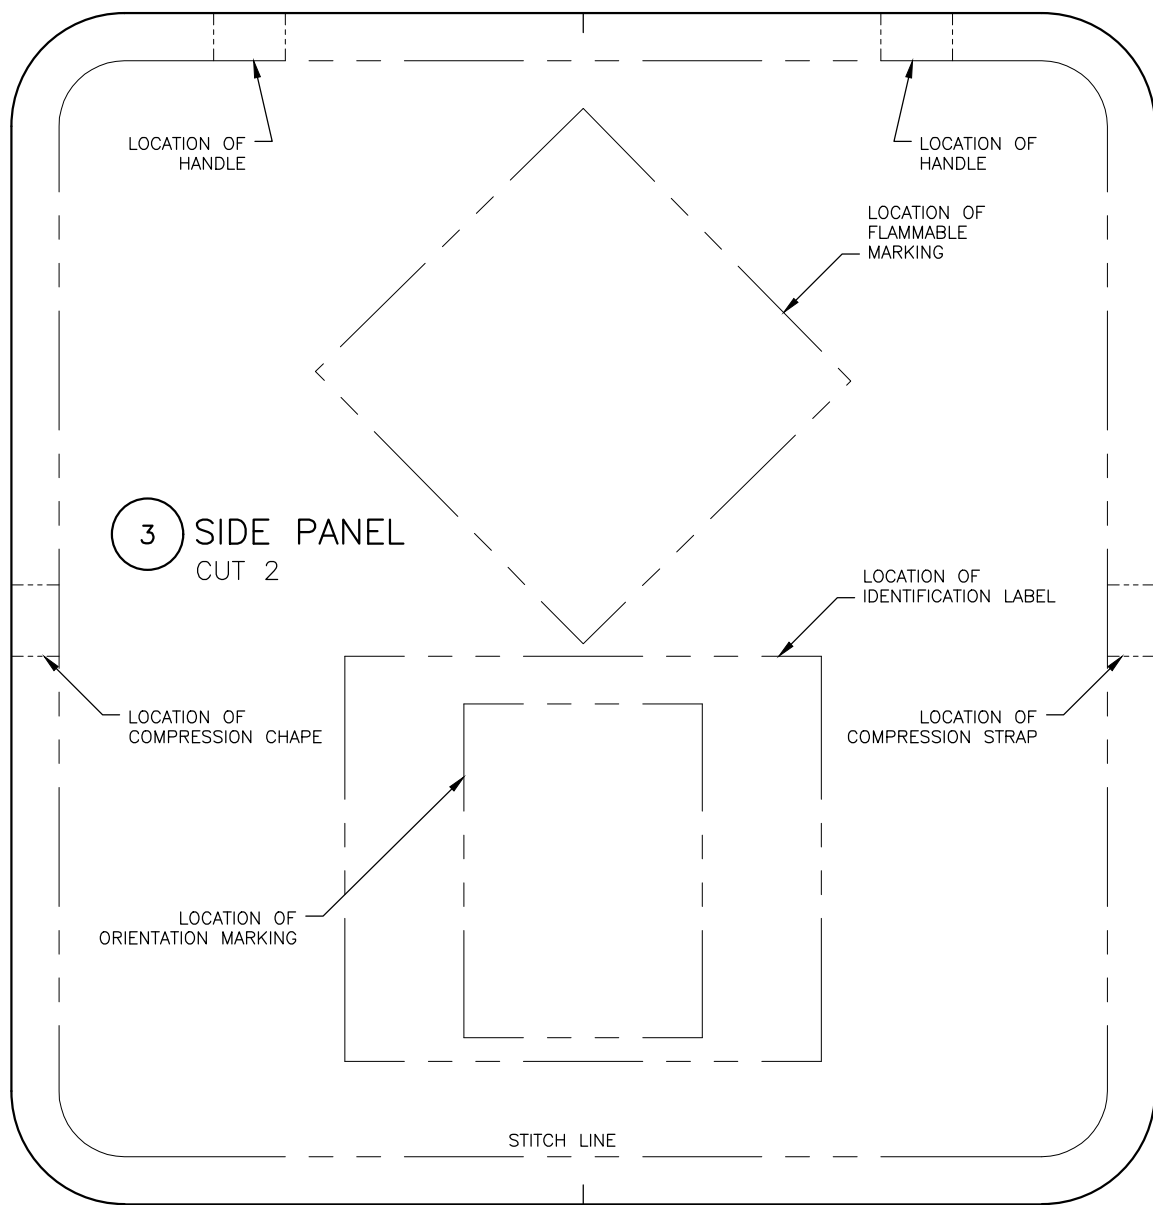 LOCATION OF
HANDLE
LOCATION OF
HANDLE
LOCATION OF
FLAMMABLE
MARKING
3 SIDE PANEL
CUT 2
LOCATION OF
IDENTIFICATION LABEL
LOCATION OF
COMPRESSION CHAPE
LOCATION OF
COMPRESSION STRAP
LOCATION OF
ORIENTATION MARKING
STITCH LINE